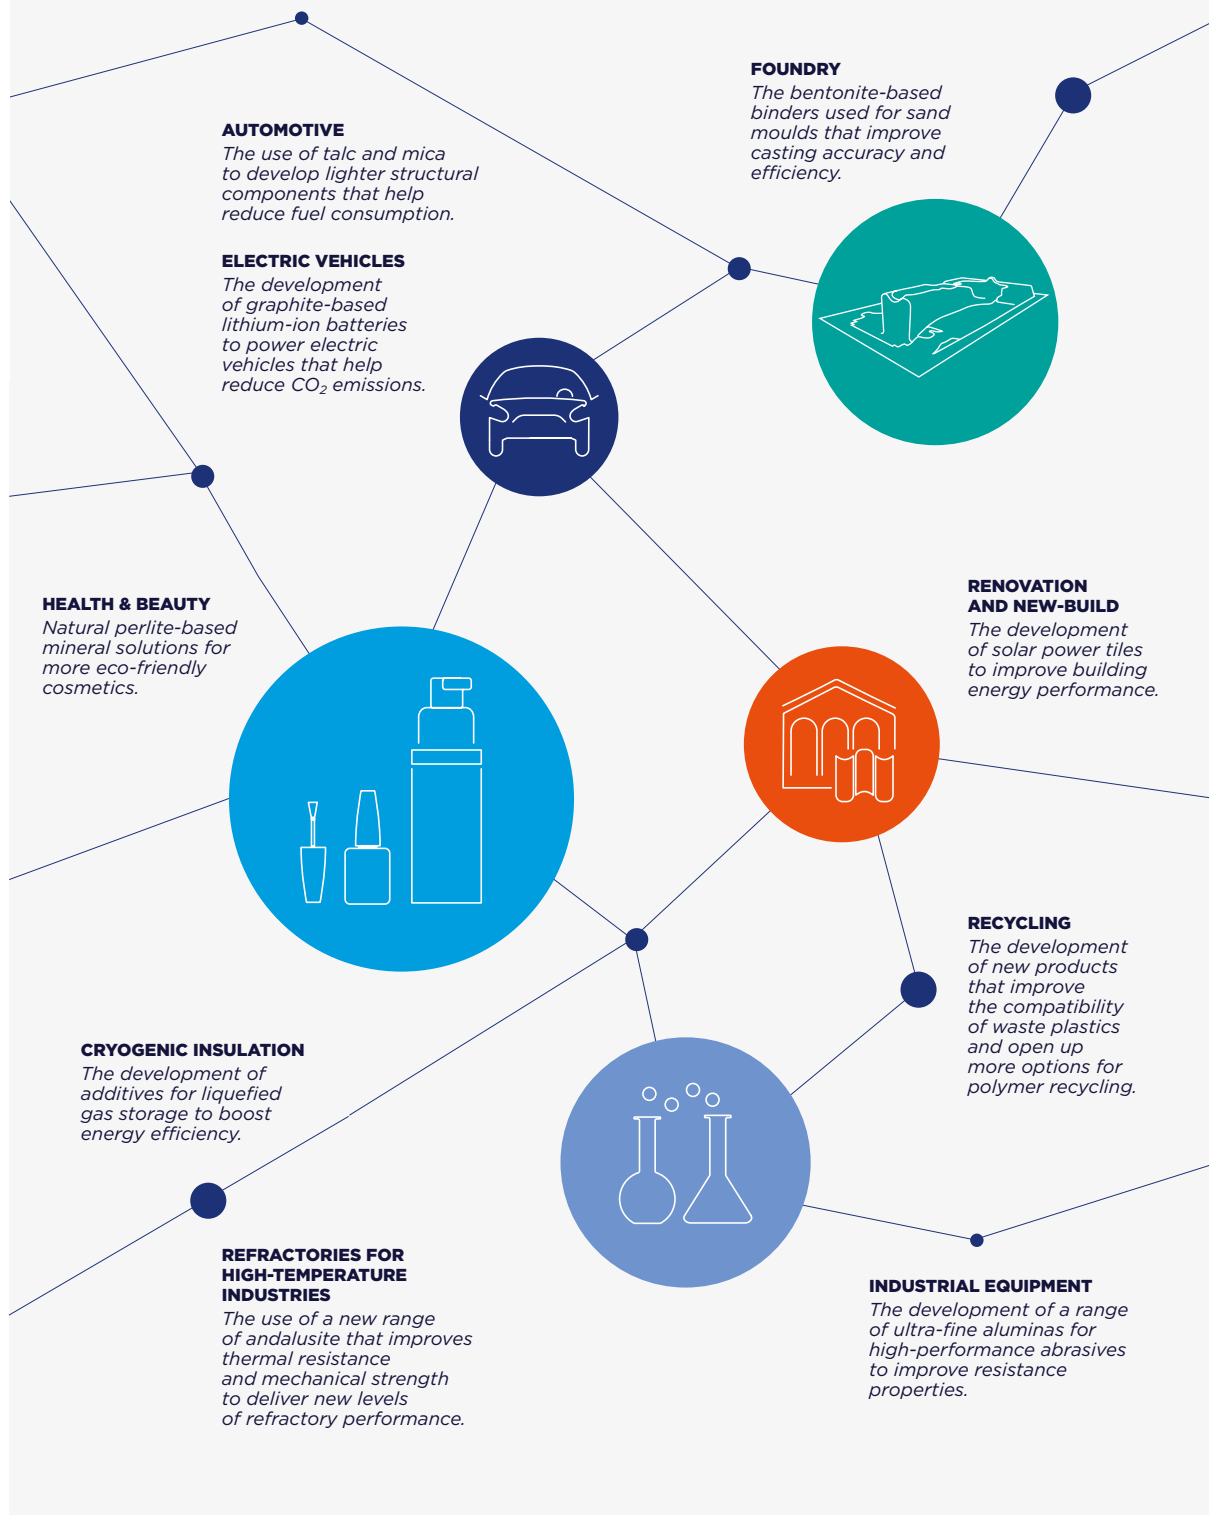 FOUNDRY
The bentonite-based
binders used for sand
moulds that improve
casting accuracy and
efficiency.
AUTOMOTIVE
The use of talc and mica
to develop lighter structural
components that help
reduce fuel consumption.
ELECTRIC VEHICLES
The development
of graphite-based
lithium-ion batteries
to power electric
vehicles that help
reduce CO₂ emissions.
HEALTH & BEAUTY
Natural perlite-based
mineral solutions for
more eco-friendly
cosmetics.
RENOVATION
AND NEW-BUILD
The development
of solar power tiles
to improve building
energy performance.
RECYCLING
The development
of new products
that improve
the compatibility
of waste plastics
and open up
more options for
polymer recycling.
CRYOGENIC INSULATION
The development of
additives for liquefied
gas storage to boost
energy efficiency.
REFRACTORIES FOR
HIGH-TEMPERATURE
INDUSTRIES
The use of a new range
of andalusite that improves
thermal resistance
and mechanical strength
to deliver new levels
of refractory performance.
INDUSTRIAL EQUIPMENT
The development of a range
of ultra-fine aluminas for
high-performance abrasives
to improve resistance
properties.